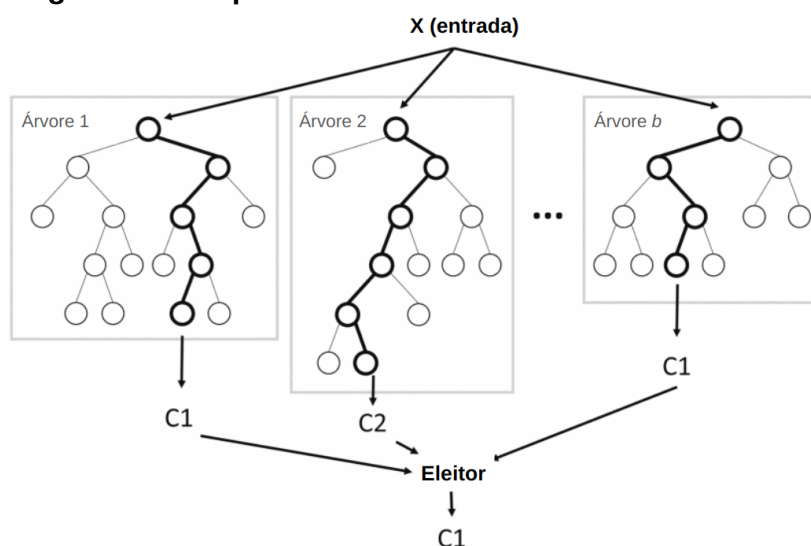 X (entrada)
Árvore 1
Árvore 2
Árvore b
...
C1
C2
C1
Eleitor
C1